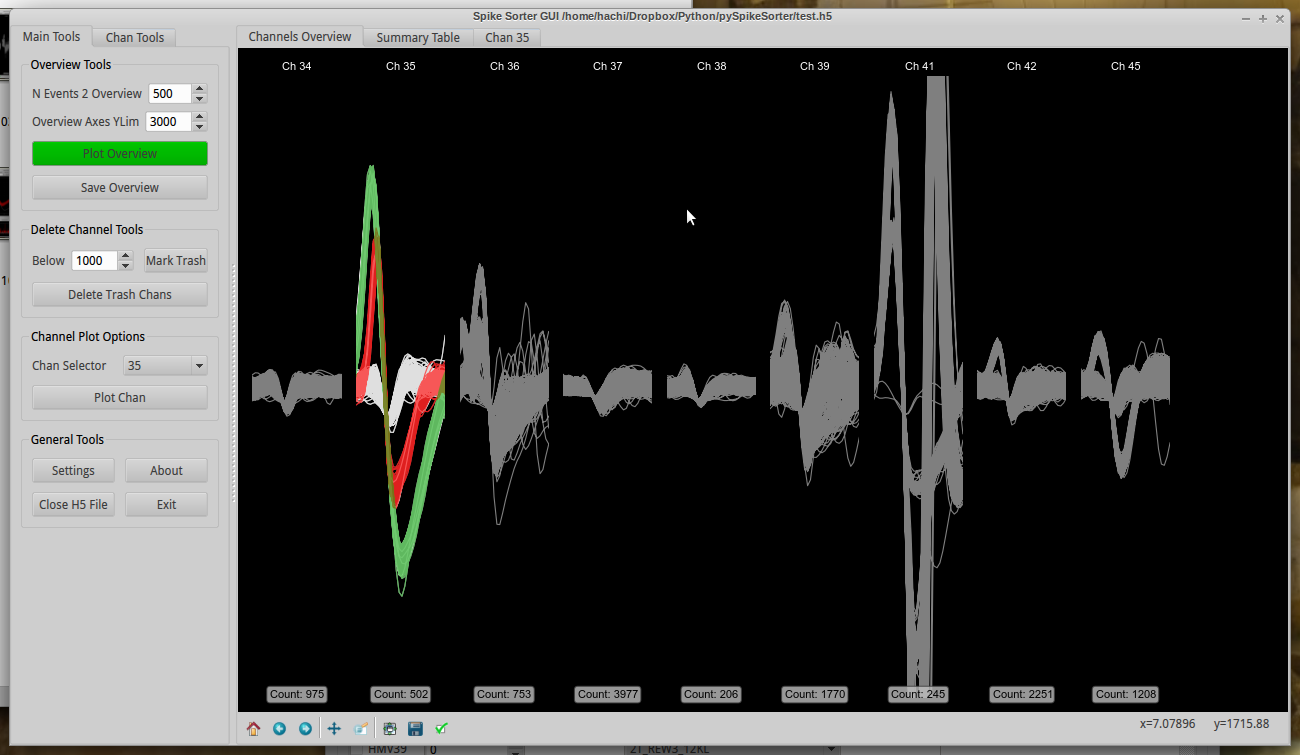 Spike Sorter GUI /home/hachi/Dropbox/Python/pySpikeSorter/test.h5
Main Tools Chan Tools
Overview Tools
N Events 2 Overview 500
Overview Axes YLim 3000
Plot Overview
Save Overview
Delete Channel Tools
Below 1000 Mark Trash
Delete Trash Chans
Channel Plot Options
Chan Selector 35
Plot Chan
General Tools
Settings About
Close H5 File Exit
Channels Overview Summary Table Chan 35
Ch 34 Ch 35 Ch 36 Ch 37 Ch 38 Ch 39 Ch 41 Ch 42 Ch 45
Count: 975 Count: 502 Count: 753 Count: 3977 Count: 206 Count: 1770 Count: 245 Count: 2251 Count: 1208
x=7.07896 y=1715.88
HMV39 0